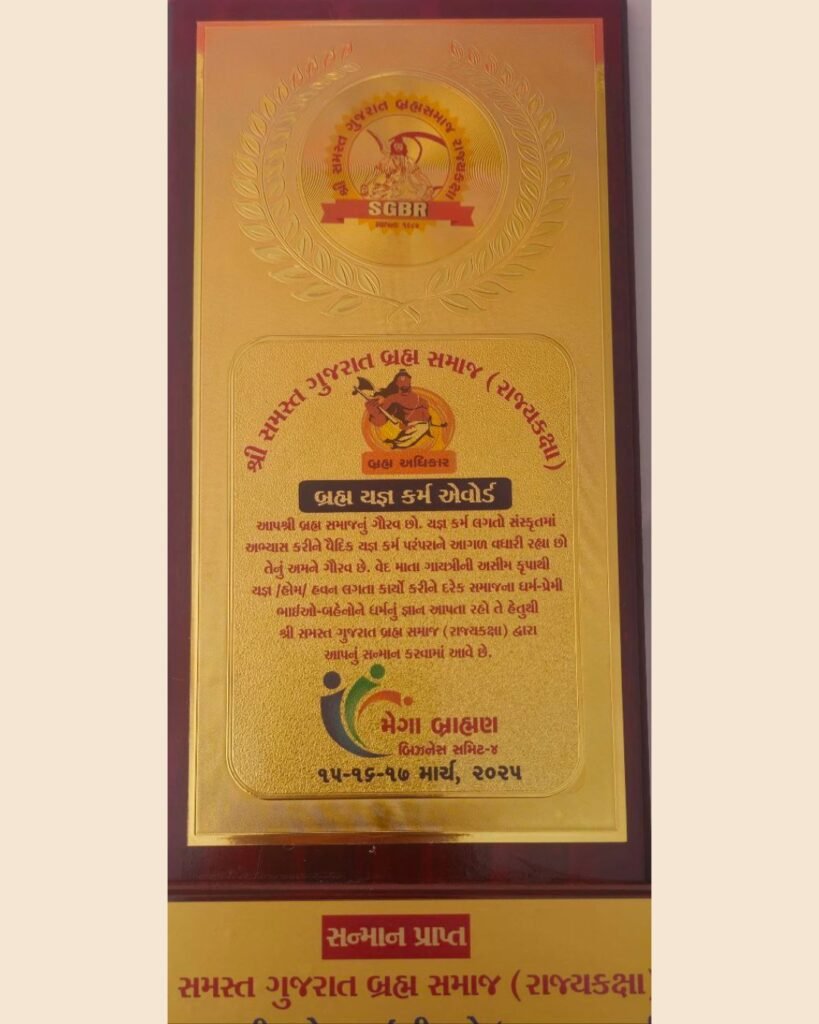 શ્રી સમસ્ત ગુજરાત બ્રહ્મસમાજ રાજ્યકક્ષા
SGBR
શ્રી સમસ્ત ગુજરાત બ્રહ્મ સમાજ (રાજ્યકક્ષા)
બ્રહ્મ અધિકાર
બ્રહ્મ યજ્ઞ કર્મ એવોર્ડ
આપશ્રી બ્રહ્મ સમાજનું ગૌરવ છો. યજ્ઞ કર્મ લગતો સંસ્કૃતમાં
અભ્યાસ કરીને વૈદિક યજ્ઞ કર્મ પરંપરાને આગળ વધારી રહ્યા છો
તેનું અમને ગૌરવ છે. વેદ માતા ગાયત્રીની અસીમ કૃપાથી
યજ્ઞ /હોમ/ હવન લગતા કાર્યો કરીને દરેક સમાજના ધર્મ-પ્રેમી
ભાઈઓ-બહેનોને ધર્મનું જ્ઞાન આપતા રહો તે હેતુથી
શ્રી સમસ્ત ગુજરાત બ્રહ્મ સમાજ (રાજ્યકક્ષા) દ્વારા
આપનું સન્માન કરવામાં આવે છે.
મેગા બ્રાહ્મણ
બિઝનેસ સમિટ-૪
૧૫-૧૬-૧૭ માર્ચ, ૨૦૨૫
સન્માન પ્રાપ્ત
સમસ્ત ગુજરાત બ્રહ્મ સમાજ (રાજ્યકક્ષા)